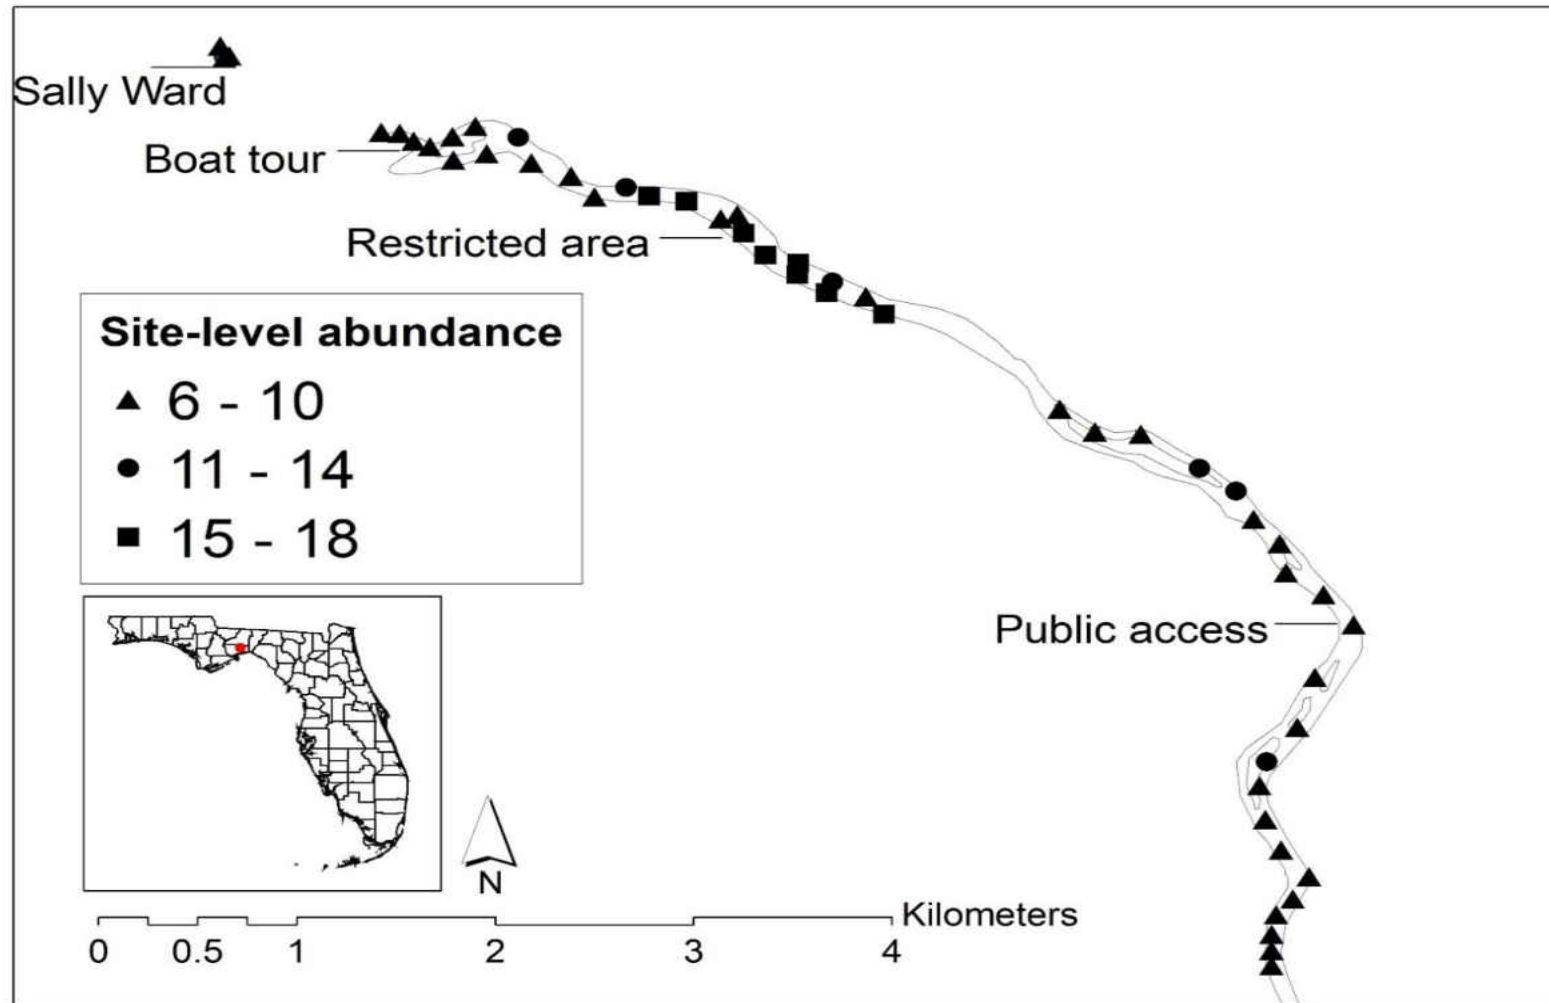 Sally Ward
Boat tour
Restricted area
Site-level abundance
6 - 10
11 - 14
15 - 18
Public access
N
Kilometers
0 0.5 1 2 3 4